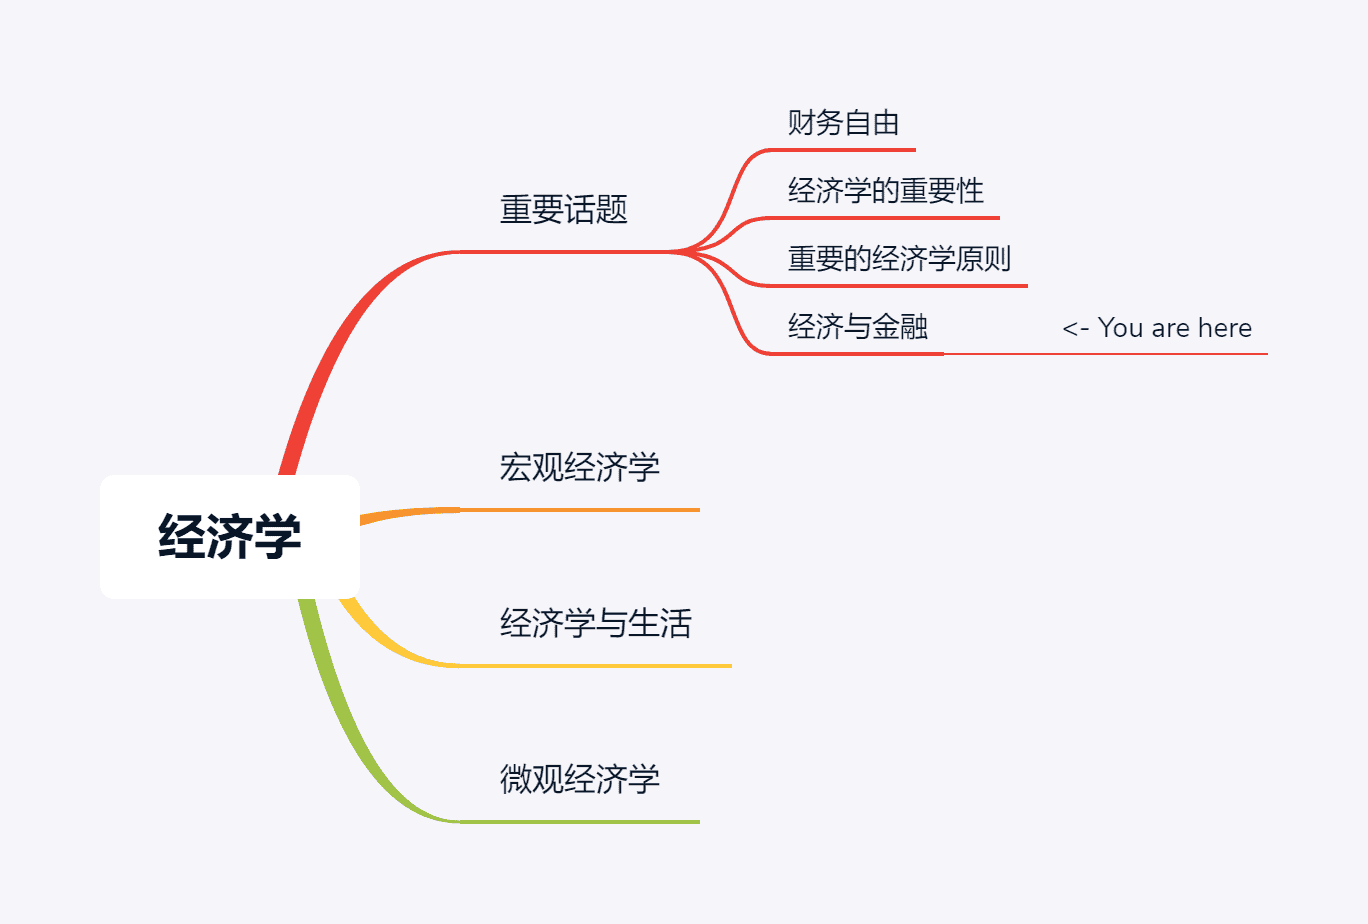 财务自由
经济学的重要性
重要话题
重要的经济学原则
经济与金融 <- You are here
宏观经济学
经济学
经济学与生活
微观经济学